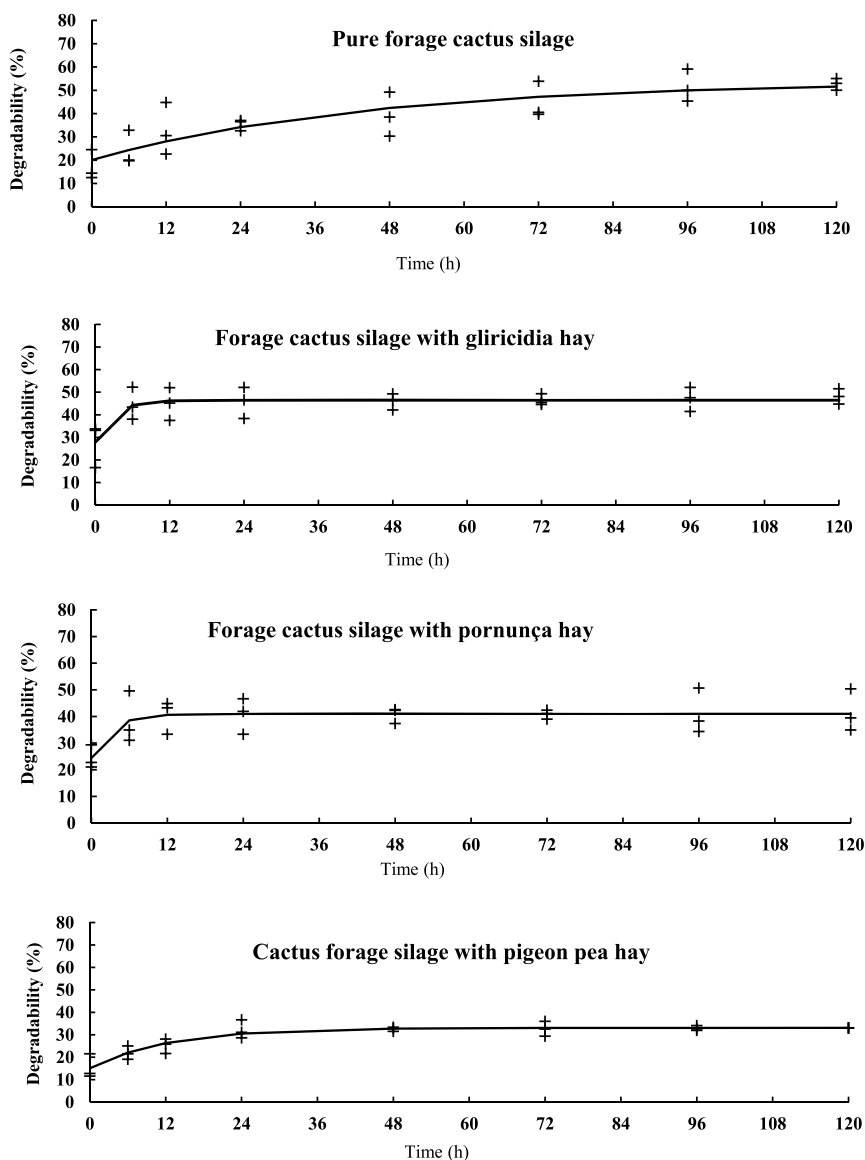 Pure forage cactus silage
Degradability (%)
80
70
60
50
40
30
20
10
0
0 12 24 36 48 60 72 84 96 108 120
Time (h)
Forage cactus silage with gliricidia hay
Degradability (%)
80
70
60
50
40
30
20
10
0
0 12 24 36 48 60 72 84 96 108 120
Time (h)
Forage cactus silage with pornunça hay
Degradability (%)
80
70
60
50
40
30
20
10
0
0 12 24 36 48 60 72 84 96 108 120
Time (h)
Cactus forage silage with pigeon pea hay
Degradability (%)
80
70
60
50
40
30
20
10
0
0 12 24 36 48 60 72 84 96 108 120
Time (h)